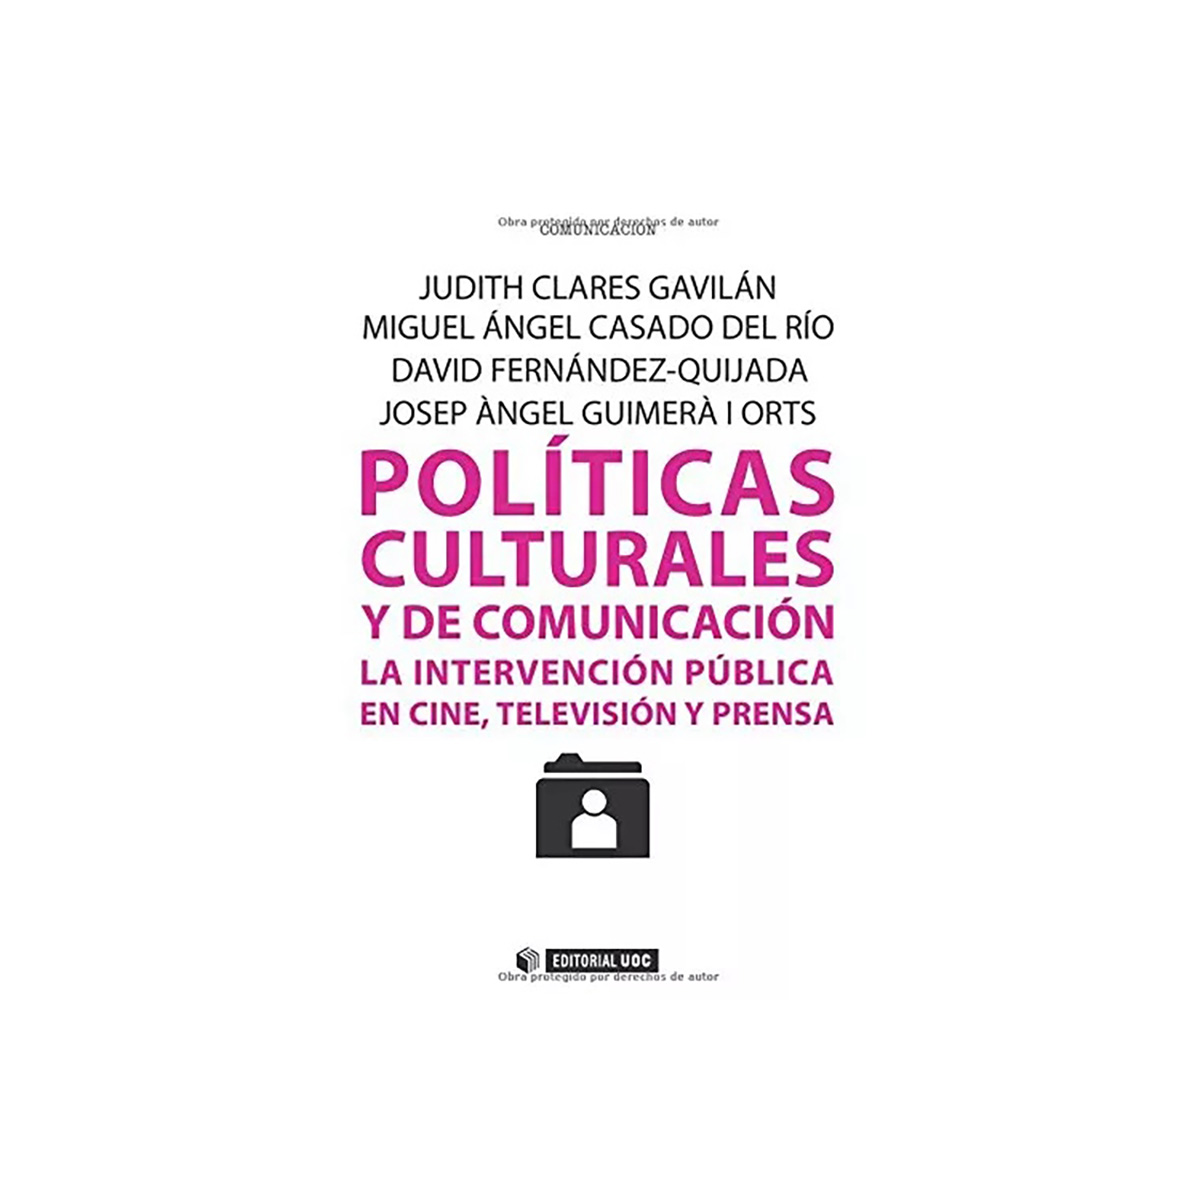 Obra protegido por derechos de autor
COMUNICACIÓN
JUDITH CLARES GAVILÁN
MIGUEL ÁNGEL CASADO DEL RÍO
DAVID FERNÁNDEZ-QUIJADA
JOSEP ÀNGEL GUIMERÀ I ORTS
POLÍTICAS
CULTURALES
Y DE COMUNICACIÓN
LA INTERVENCIÓN PÚBLICA
EN CINE, TELEVISIÓN Y PRENSA
EDITORIAL UOC
Obra protegido por derechos de autor